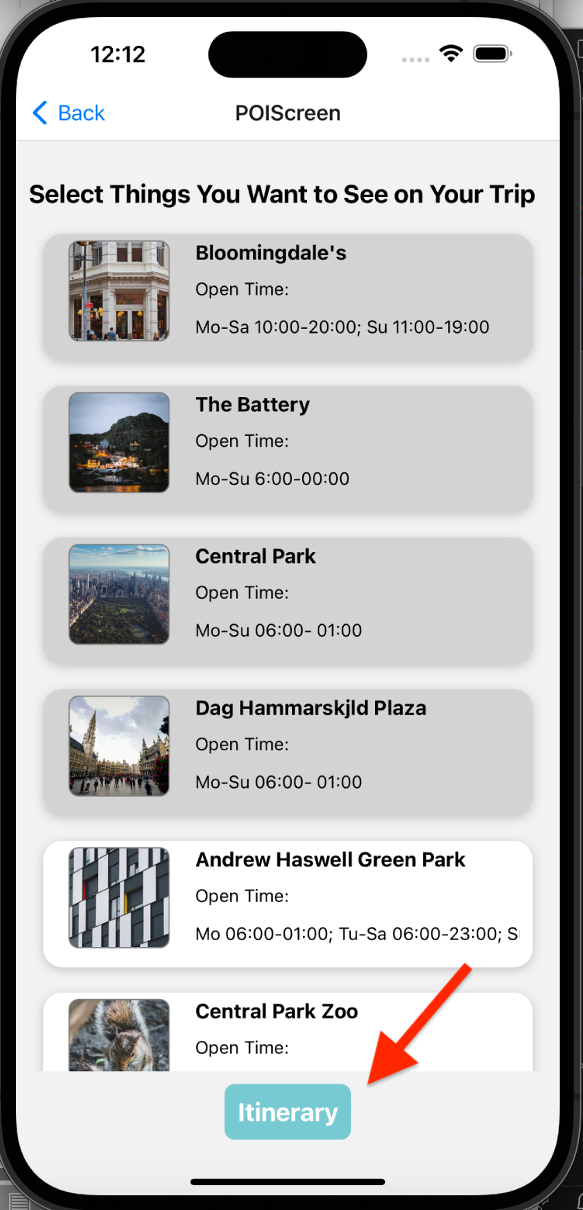 12:12
Back
POIScreen
Select Things You Want to See on Your Trip
Bloomingdale's
Open Time:
Mo-Sa 10:00-20:00; Su 11:00-19:00
The Battery
Open Time:
Mo-Su 6:00-00:00
Central Park
Open Time:
Mo-Su 06:00- 01:00
Dag Hammarskjld Plaza
Open Time:
Mo-Su 06:00- 01:00
Andrew Haswell Green Park
Open Time:
Mo 06:00-01:00; Tu-Sa 06:00-23:00;
Central Park Zoo
Open Time:
Itinerary